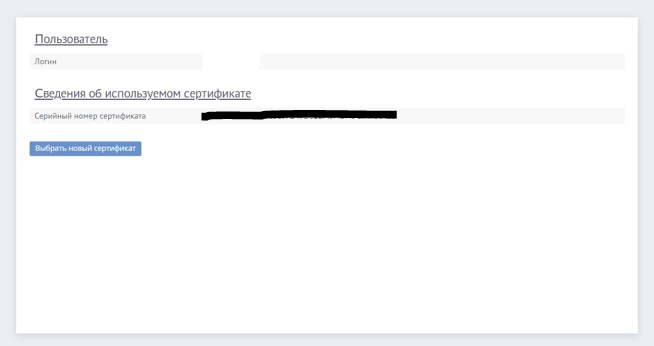 Пользователь
Логин
Сведения об используемом сертификате
Серийный номер сертификата
Выбрать новый сертификат